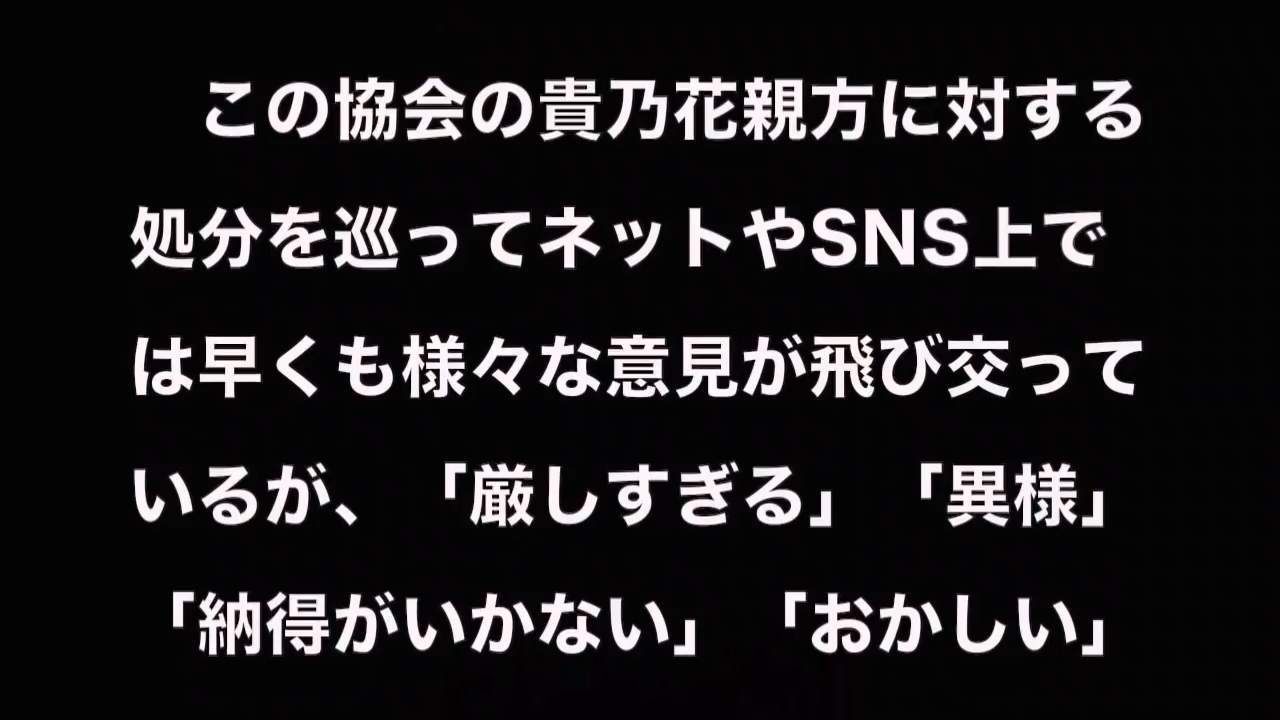 この協会の貴乃花親方に対する
処分を巡ってネットやSNS上で
は早くも様々な意見が飛び交って
いるが、「厳しすぎる」「異様」
「納得がいかない」「おかしい」